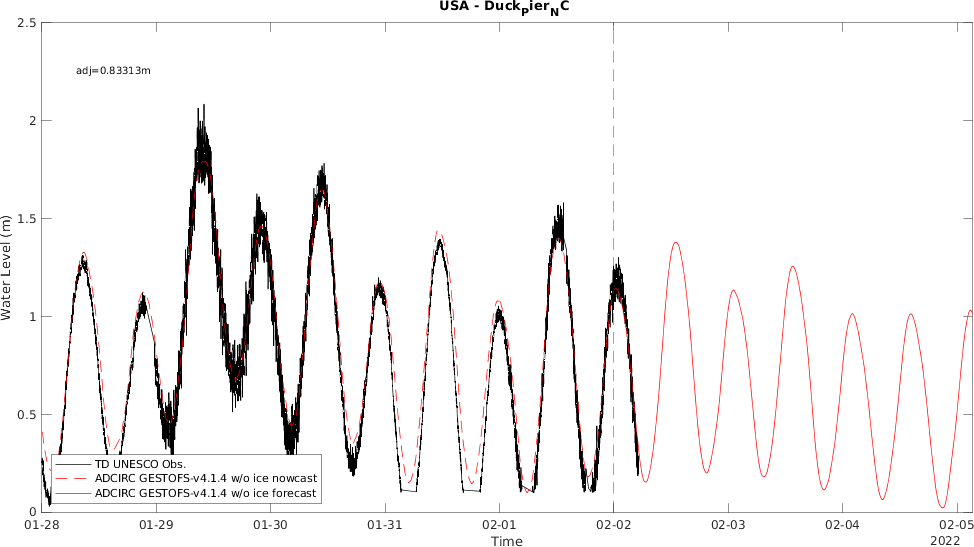 USA - DuckPierNC
adj=0.83313m
2.5
2
1.5
1
0.5
0
Water Level (m)
TD UNESCO Obs.
ADCIRC GESTOFS-v4.1.4 w/o ice nowcast
ADCIRC GESTOFS-v4.1.4 w/o ice forecast
01-28 01-29 01-30 01-31 02-01 02-02 02-03 02-04 02-05
Time
2022